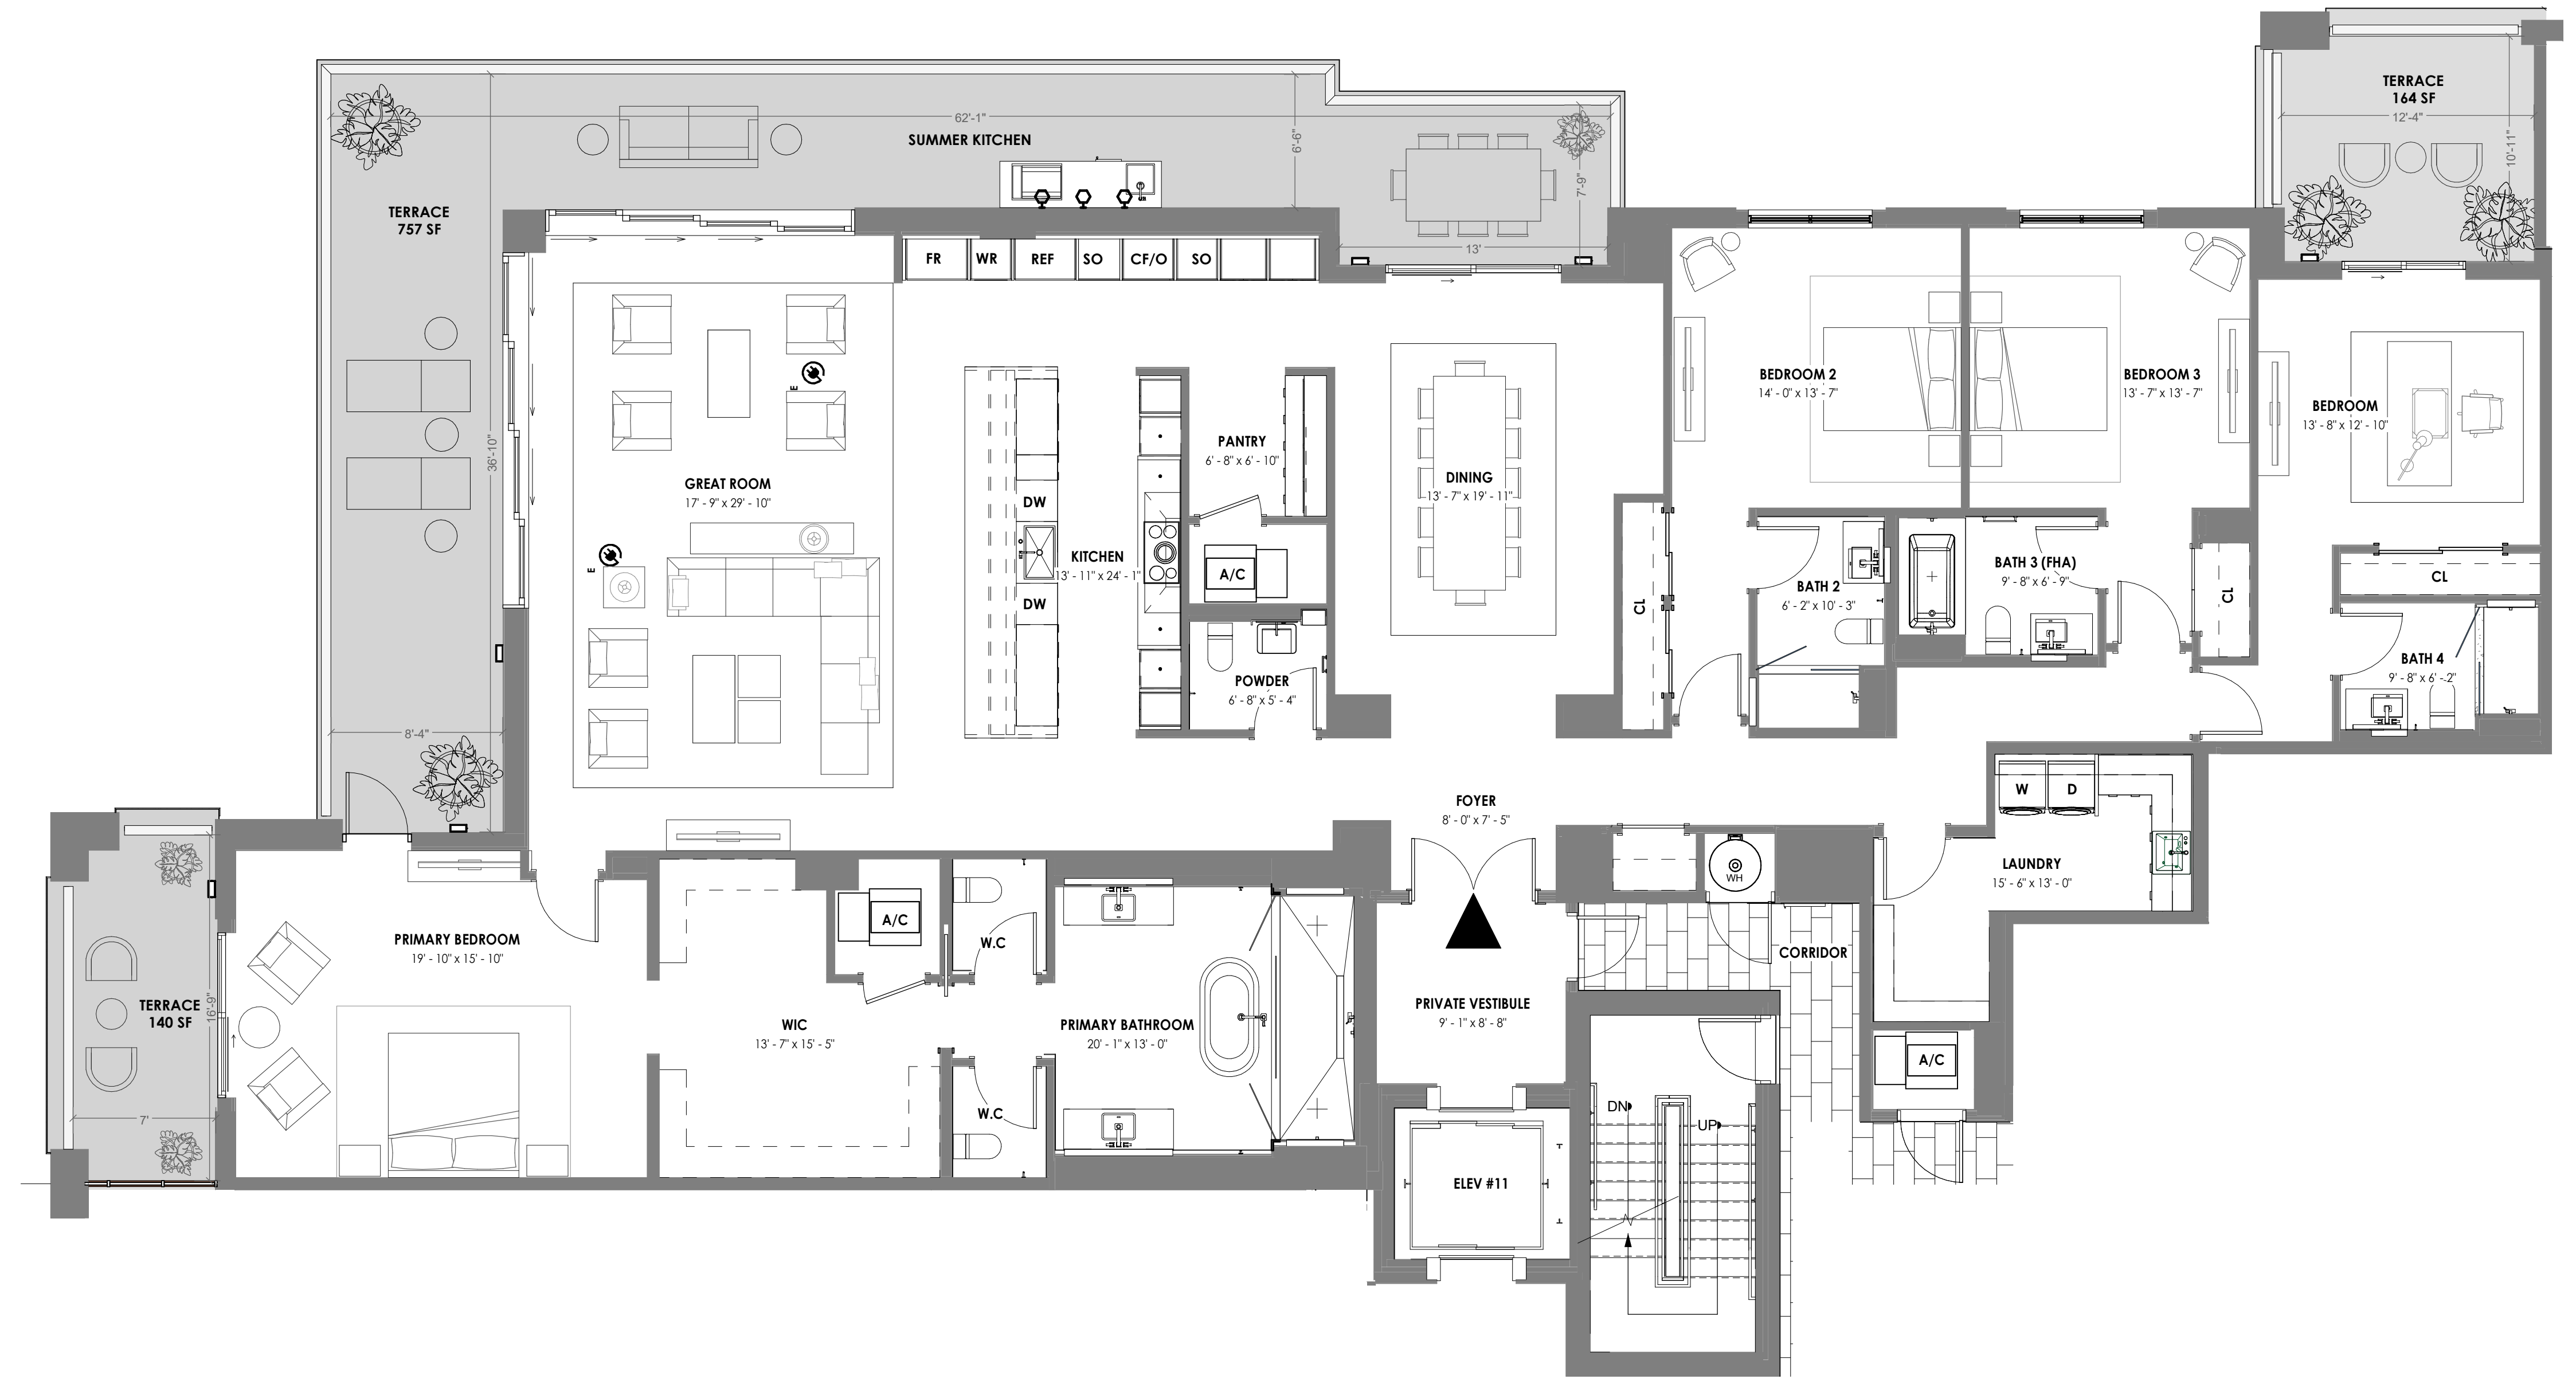 TERRACE
164 SF
12'-4"
10'-11"
62'-1"
SUMMER KITCHEN
6'-6"
7'-9"
13'
TERRACE
757 SF
36'-10"
8'-4"
FR
WR
REF
SO
CF/O
SO
GREAT ROOM
17' - 9" x 29' - 10"
E
E
DW
DW
KITCHEN
13' - 11" x 24' - 1"
PANTRY
6' - 8" x 6' - 10"
A/C
POWDER
6' - 8" x 5' - 4"
DINING
13' - 7" x 19' - 11"
BEDROOM 2
14' - 0" x 13' - 7"
BEDROOM 3
13' - 7" x 13' - 7"
BEDROOM
13' - 8" x 12' - 10"
CL
BATH 2
6' - 2" x 10' - 3"
BATH 3 (FHA)
9' - 8" x 6' - 9"
CL
CL
BATH 4
9' - 8" x 6' - 2"
FOYER
8' - 0" x 7' - 5"
W
D
LAUNDRY
15' - 6" x 13' - 0"
WH
CORRIDOR
A/C
PRIVATE VESTIBULE
9' - 1" x 8' - 8"
ELEV #11
DN
UP
TERRACE
140 SF
16'-9"
7'
PRIMARY BEDROOM
19' - 10" x 15' - 10"
WIC
13' - 7" x 15' - 5"
A/C
W.C
W.C
PRIMARY BATHROOM
20' - 1" x 13' - 0"